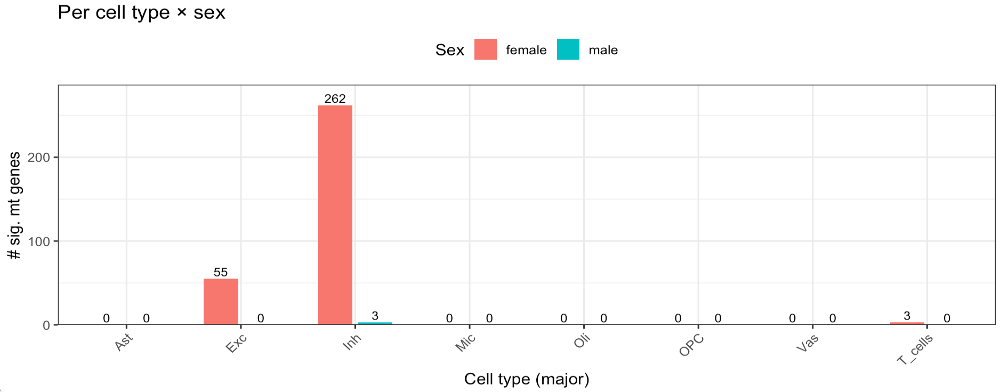 Per cell type × sex
Sex female male
# sig. mt genes
200
100
0
0 0 55 0 262 3 0 0 0 0 0 0 0 0 3 0
Ast Exc Inh Mic Oli OPC Vas T_cells
Cell type (major)